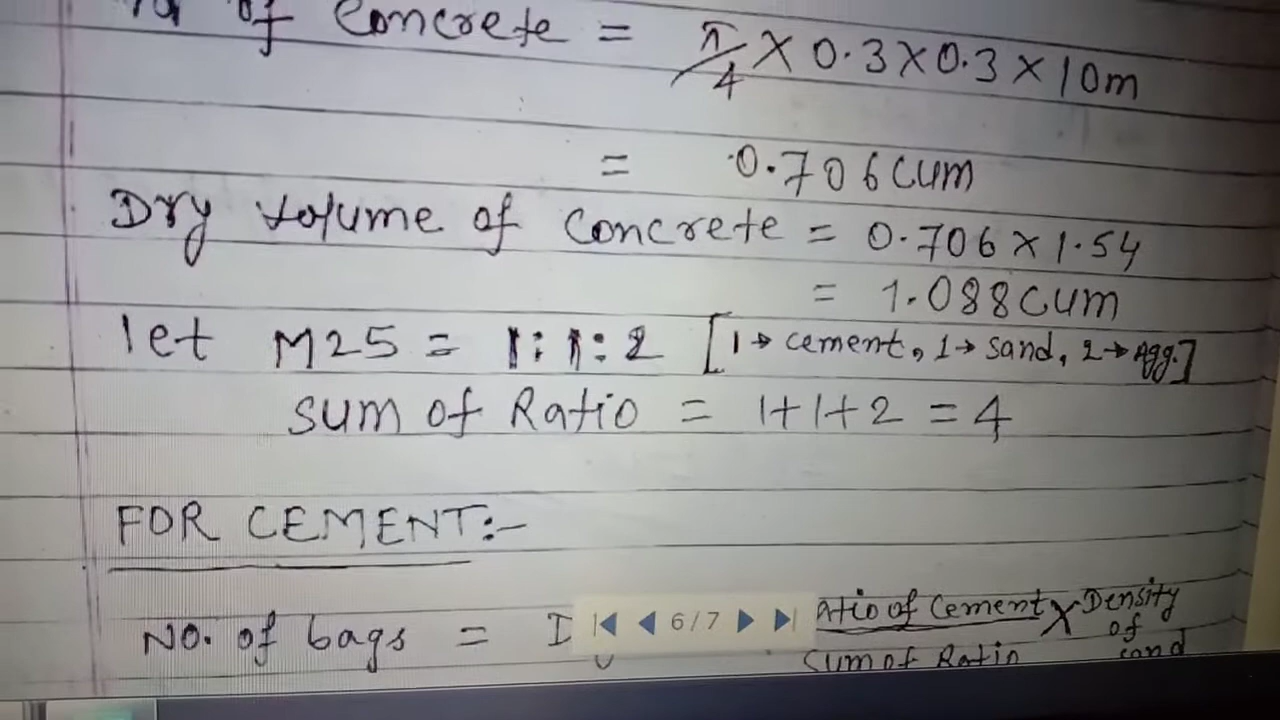 of Concrete = π/4 × 0.3 × 0.3 × 10m
= 0.706 cum
Dry volume of concrete = 0.706 × 1.54
= 1.088 cum
let M25 = 1:1:2 [1→ cement, 1→ sand, 2→ Agg.]
sum of Ratio = 1+1+2 = 4
FOR CEMENT:-
No. of bags = atio of Cement × Density of sand
sum of Ratio
6/7